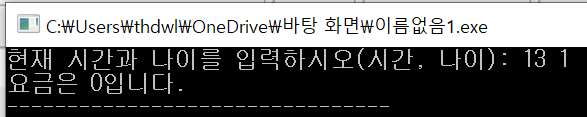 C:₩Users₩thdwl₩OneDrive₩바탕 화면₩이름없음1.exe
현재 시간과 나이를 입력하시오(시간, 나이): 13 1
요금은 0입니다.
--------------------------------